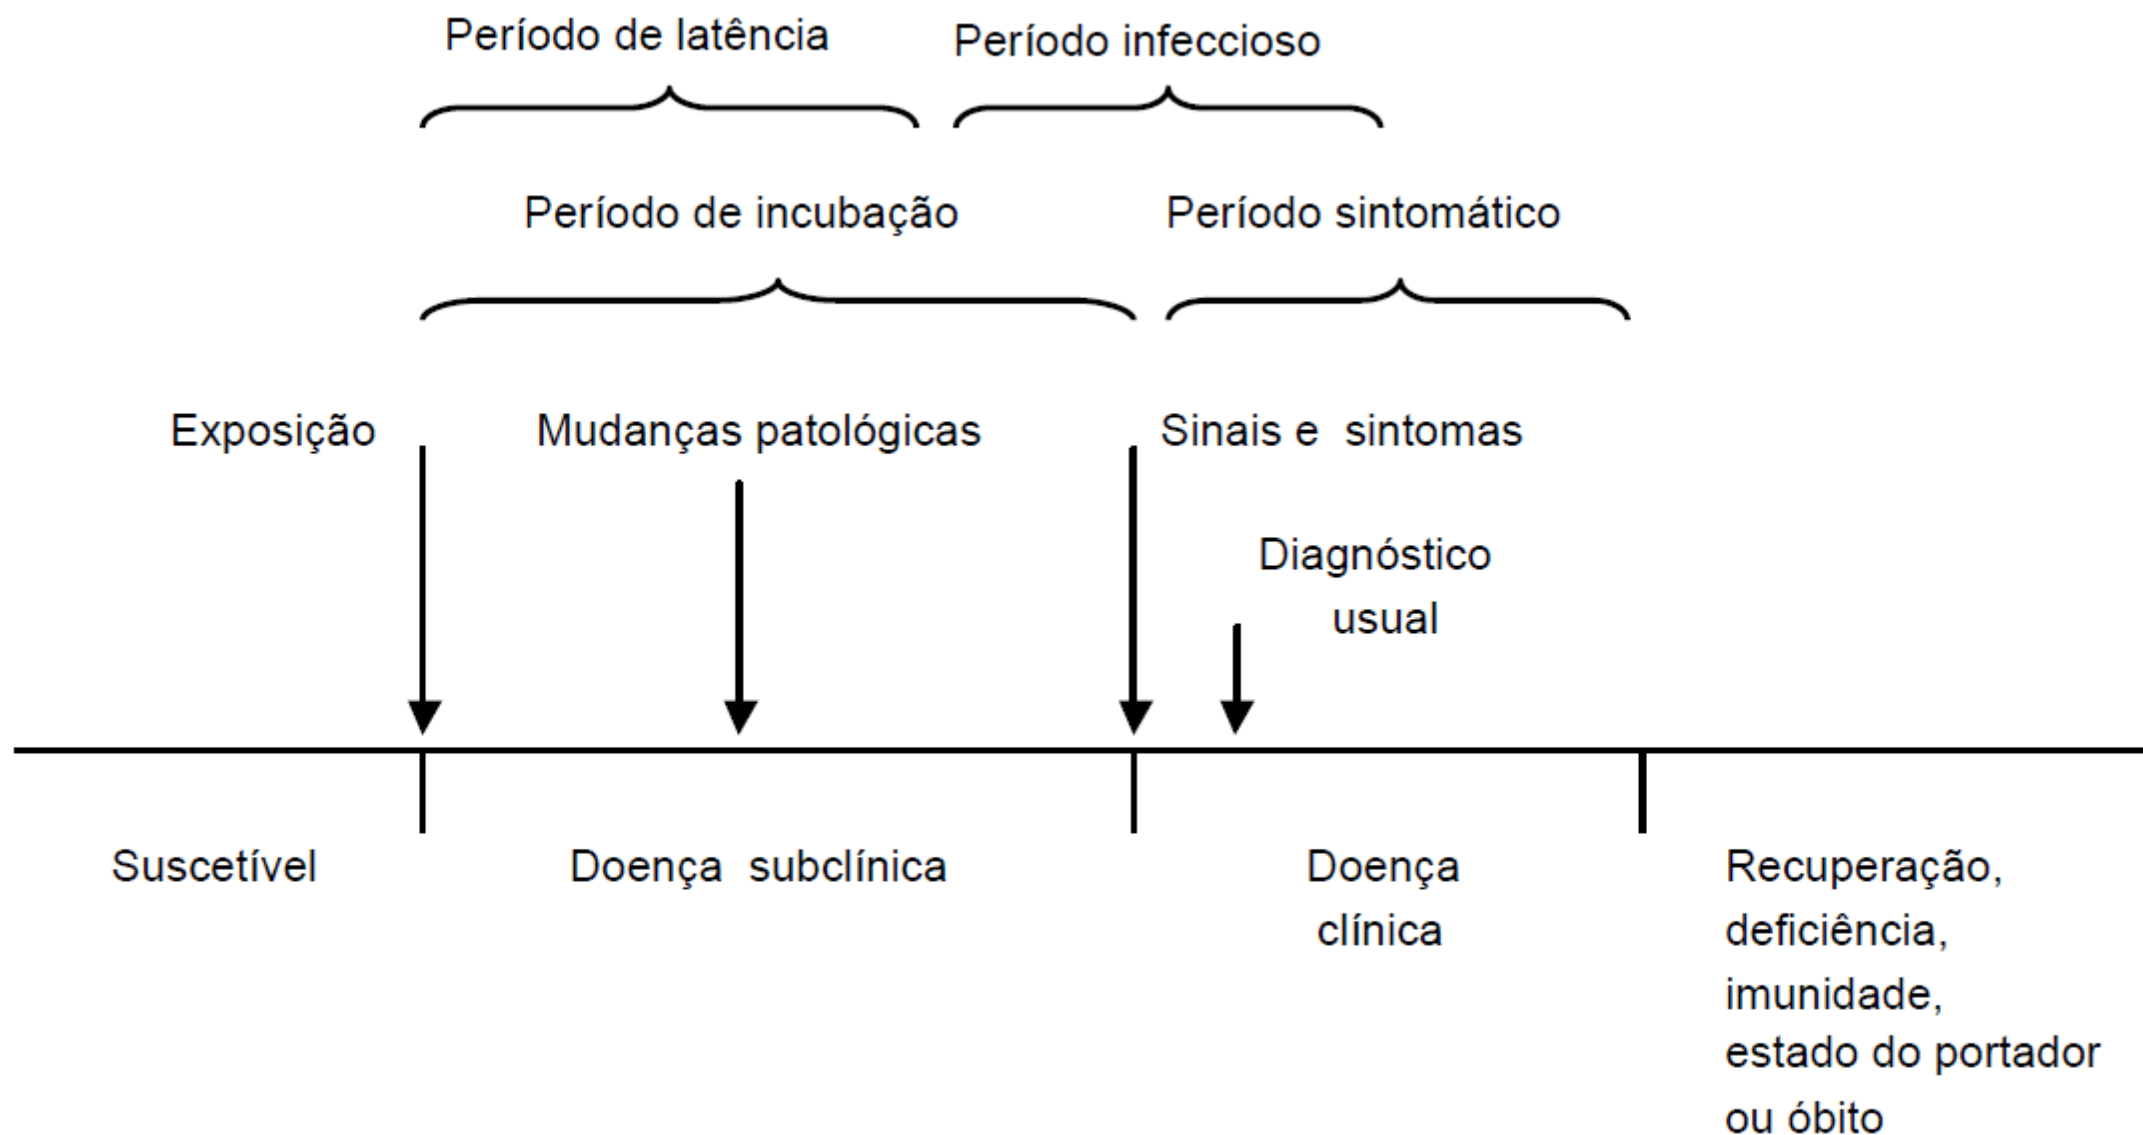 Período de latência
Período infeccioso
Período de incubação
Período sintomático
Exposição
Mudanças patológicas
Sinais e sintomas
Diagnóstico
usual
Suscetível
Doença subclínica
Doença
clínica
Recuperação,
deficiência,
imunidade,
estado do portador
ou óbito